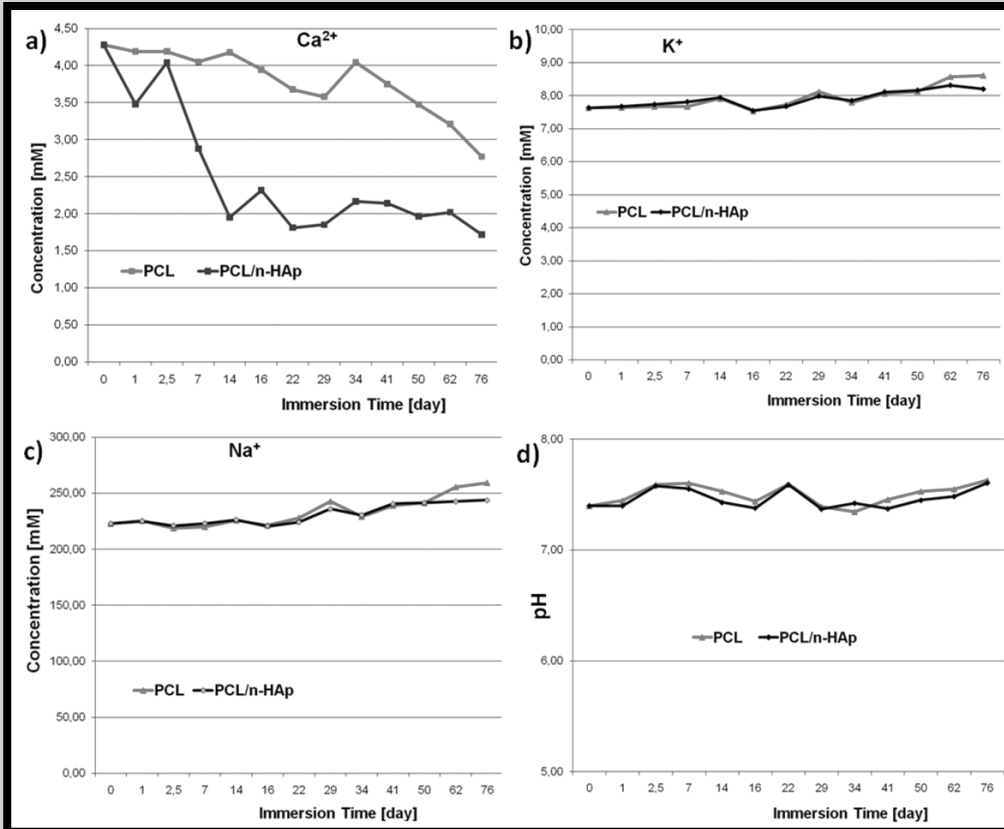 a)
Ca²⁺
Concentration [mM]
4,50
4,00
3,50
3,00
2,50
2,00
1,50
1,00
0,50
0,00
PCL PCL/n-HAp
0 1 2,5 7 14 16 22 29 34 41 50 62 76
Immersion Time [day]
b)
K⁺
Concentration [mM]
10,00
9,00
8,00
7,00
6,00
5,00
4,00
3,00
2,00
1,00
0,00
PCL PCL/n-HAp
0 1 2,5 7 14 16 22 29 34 41 50 62 76
Immersion Time [day]
c)
Na⁺
Concentration [mM]
300,00
250,00
200,00
150,00
100,00
50,00
0,00
PCL PCL/n-HAp
0 1 2,5 7 14 16 22 29 34 41 50 62 76
Immersion Time [day]
d)
pH
8,00
7,00
6,00
5,00
PCL PCL/n-HAp
0 1 2,5 7 14 16 22 29 34 41 50 62 76
Immersion Time [day]